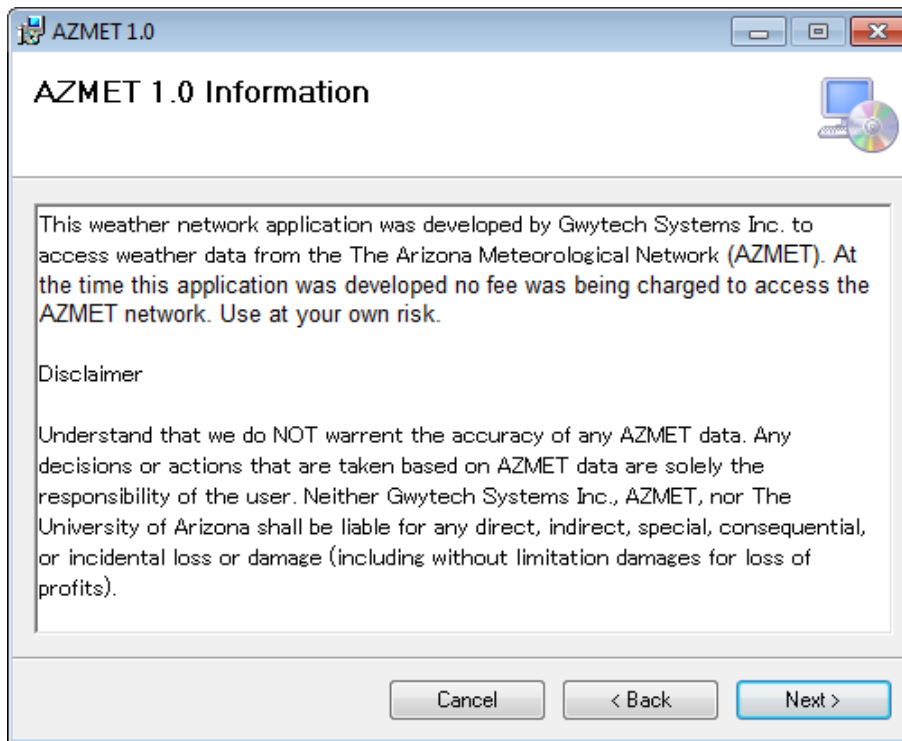 AZMET 1.0
AZMET 1.0 Information
This weather network application was developed by Gwytech Systems Inc. to
access weather data from the The Arizona Meteorological Network (AZMET). At
the time this application was developed no fee was being charged to access the
AZMET network. Use at your own risk.
Disclaimer
Understand that we do NOT warrent the accuracy of any AZMET data. Any
decisions or actions that are taken based on AZMET data are solely the
responsibility of the user. Neither Gwytech Systems Inc., AZMET, nor The
University of Arizona shall be liable for any direct, indirect, special, consequential,
or incidental loss or damage (including without limitation damages for loss of
profits).
Cancel
< Back
Next >